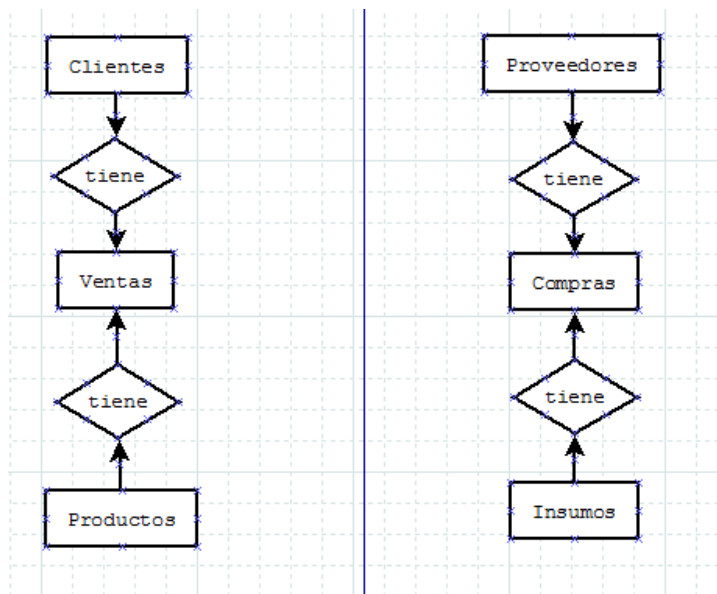 Clientes
tiene
Ventas
tiene
Productos
Proveedores
tiene
Compras
tiene
Insumos